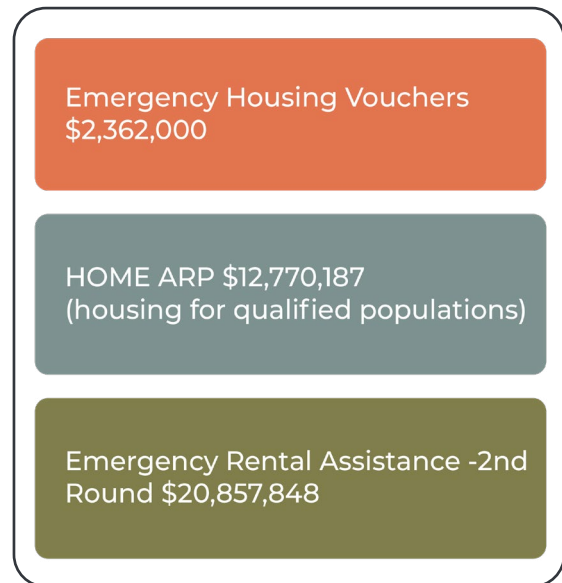 Emergency Housing Vouchers
$2,362,000
HOME ARP $12,770,187
(housing for qualified populations)
Emergency Rental Assistance -2nd
Round $20,857,848